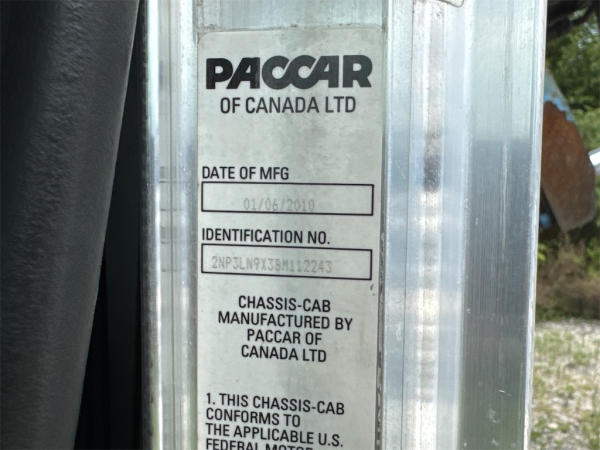 PACCAR
OF CANADA LTD
DATE OF MFG
01/06/2010
IDENTIFICATION NO.
2NP3LN9X3BM112243
CHASSIS-CAB
MANUFACTURED BY
PACCAR OF
CANADA LTD
1. THIS CHASSIS-CAB
CONFORMS TO
THE APPLICABLE U.S.
FEDERAL MOTOR